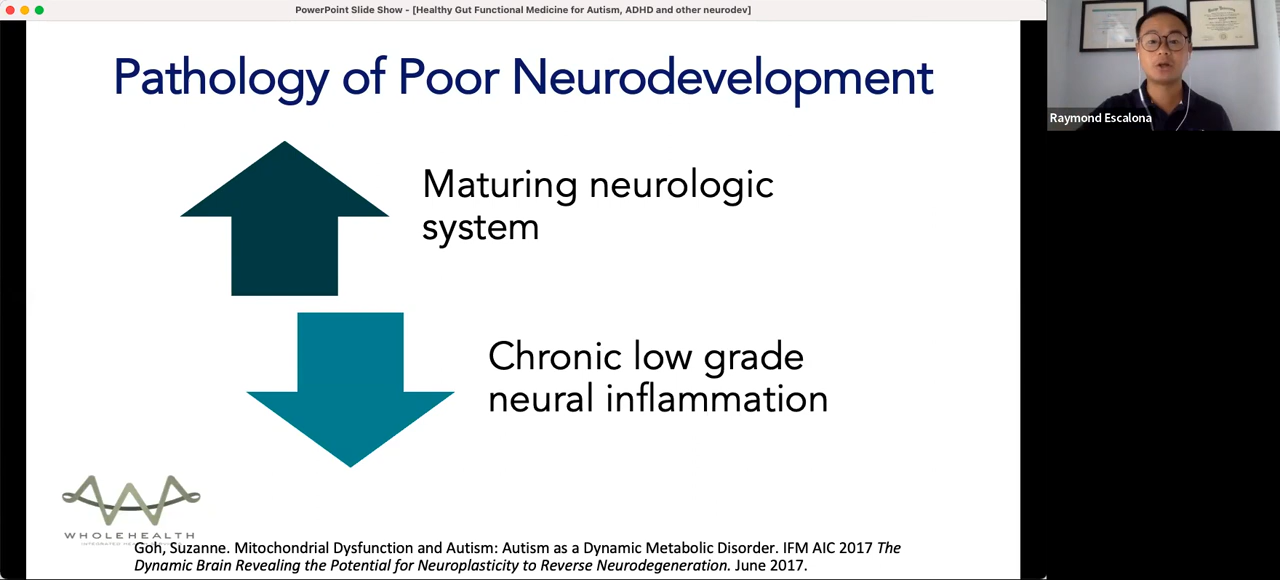 PowerPoint Slide Show - [Healthy Gut Functional Medicine for Autism, ADHD and other neurodev]
Pathology of Poor Neurodevelopment
Maturing neurologic
system
Chronic low grade
neural inflammation
WHOLEHEALTH
Goh, Suzanne. Mitochondrial Dysfunction and Autism: Autism as a Dynamic Metabolic Disorder. IFM AIC 2017 The
Dynamic Brain Revealing the Potential for Neuroplasticity to Reverse Neurodegeneration. June 2017.
Raymond Escalona